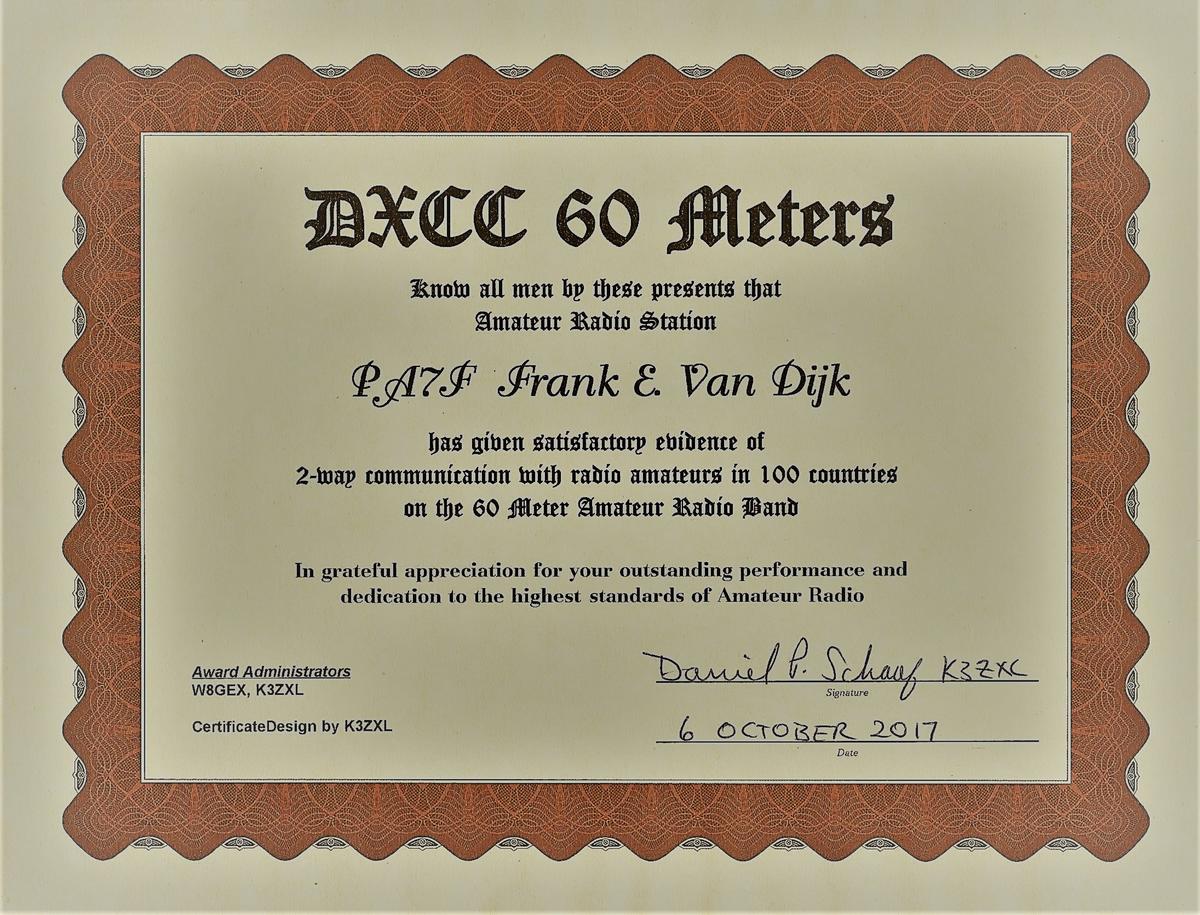 DXCC 60 Meters
Know all men by these presents that
Amateur Radio Station
PA7F Frank E. Van Dijk
has given satisfactory evidence of
2-way communication with radio amateurs in 100 countries
on the 60 Meter Amateur Radio Band
In grateful appreciation for your outstanding performance and
dedication to the highest standards of Amateur Radio
Award Administrators
W8GEX, K3ZXL
CertificateDesign by K3ZXL
Daniel P. Schaaf K3ZXL
Signature
6 OCTOBER 2017
Date